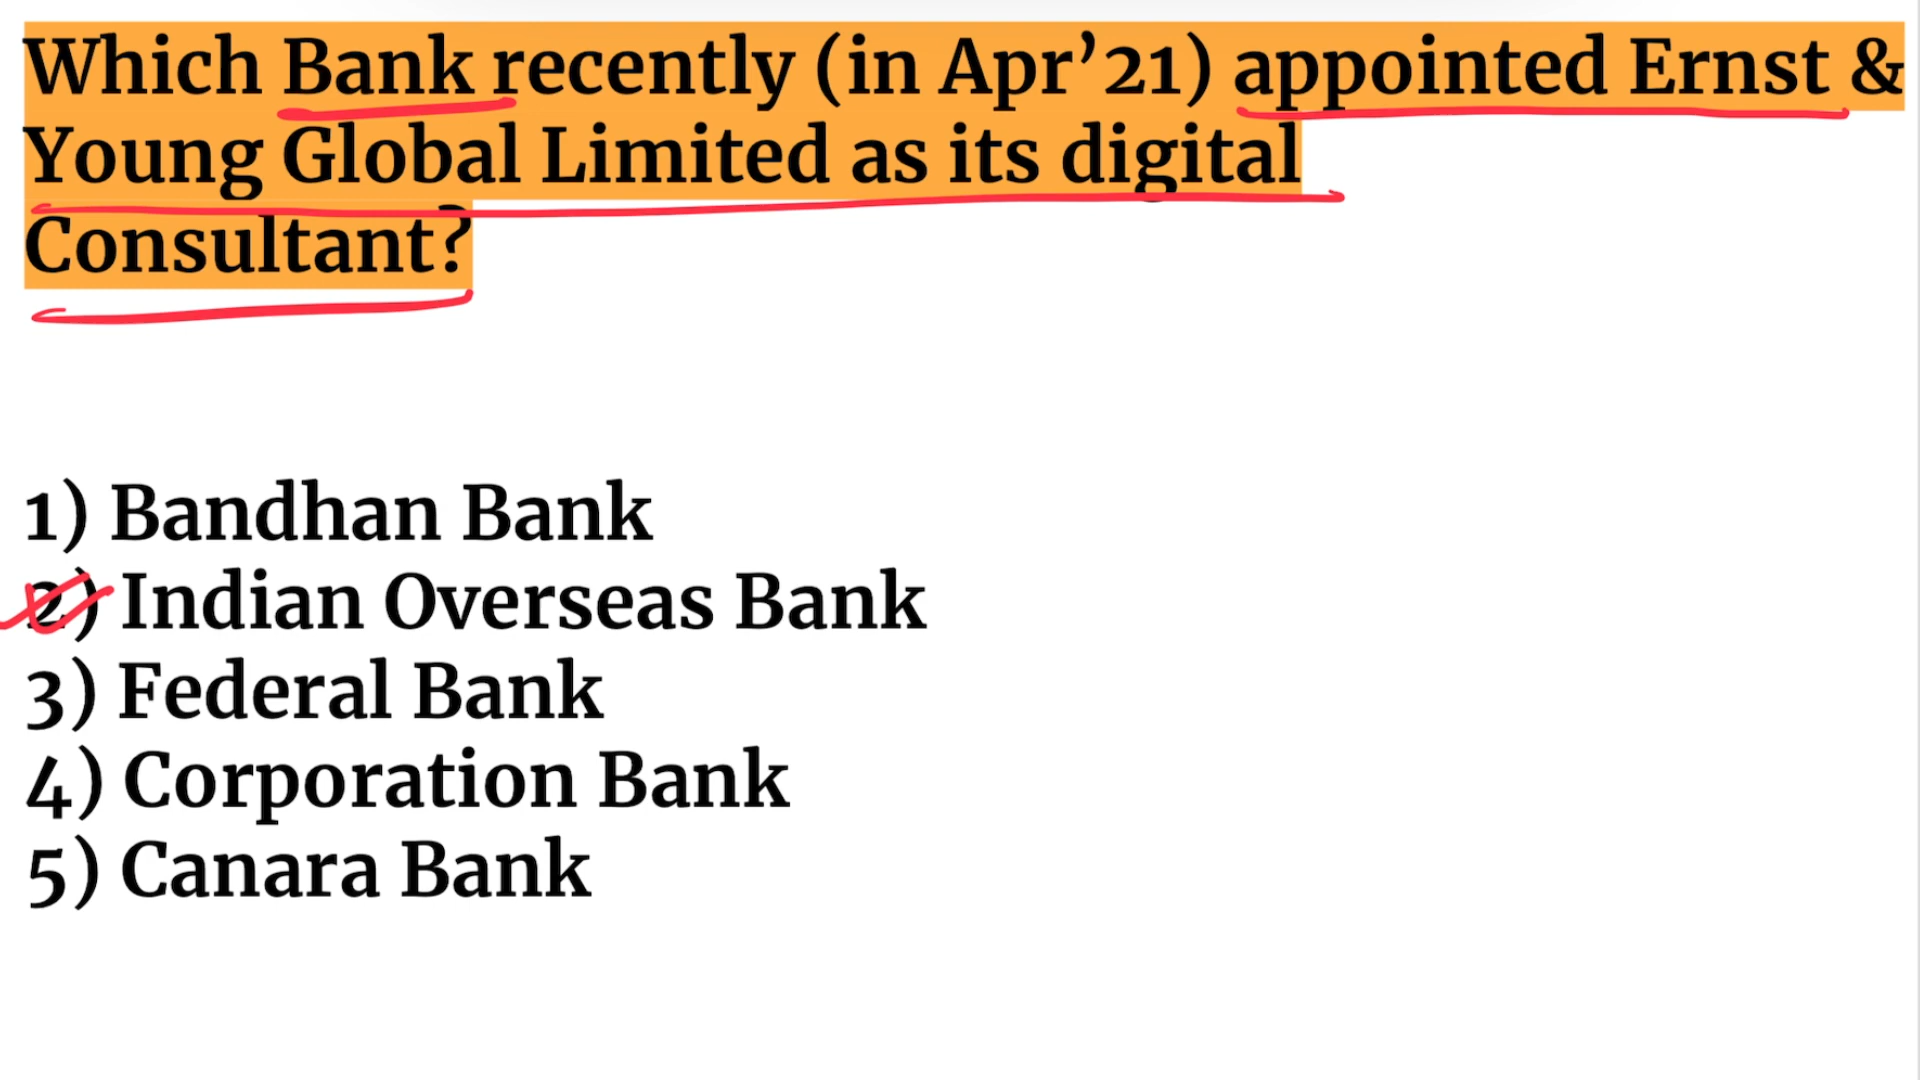 Which Bank recently (in Apr’21) appointed Ernst &
Young Global Limited as its digital
Consultant?
1) Bandhan Bank
2) Indian Overseas Bank
3) Federal Bank
4) Corporation Bank
5) Canara Bank